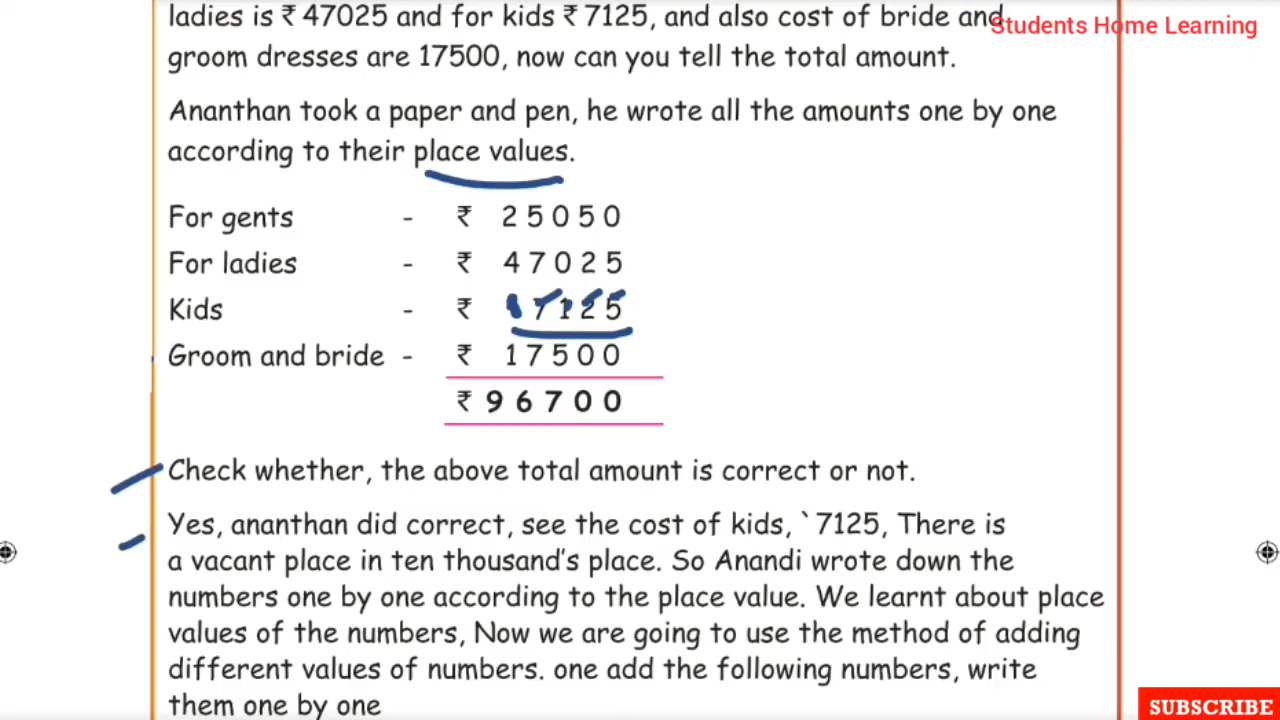 ladies is ₹ 47025 and for kids ₹ 7125, and also cost of bride and
Students Home Learning
groom dresses are 17500, now can you tell the total amount.
Ananthan took a paper and pen, he wrote all the amounts one by one
according to their place values.
For gents - ₹ 25050
For ladies - ₹ 47025
Kids - ₹ 7125
Groom and bride - ₹ 17500
₹ 96700
Check whether, the above total amount is correct or not.
Yes, ananthan did correct, see the cost of kids, `7125, There is
a vacant place in ten thousand's place. So Anandi wrote down the
numbers one by one according to the place value. We learnt about place
values of the numbers, Now we are going to use the method of adding
different values of numbers. one add the following numbers, write
them one by one
SUBSCRIBE